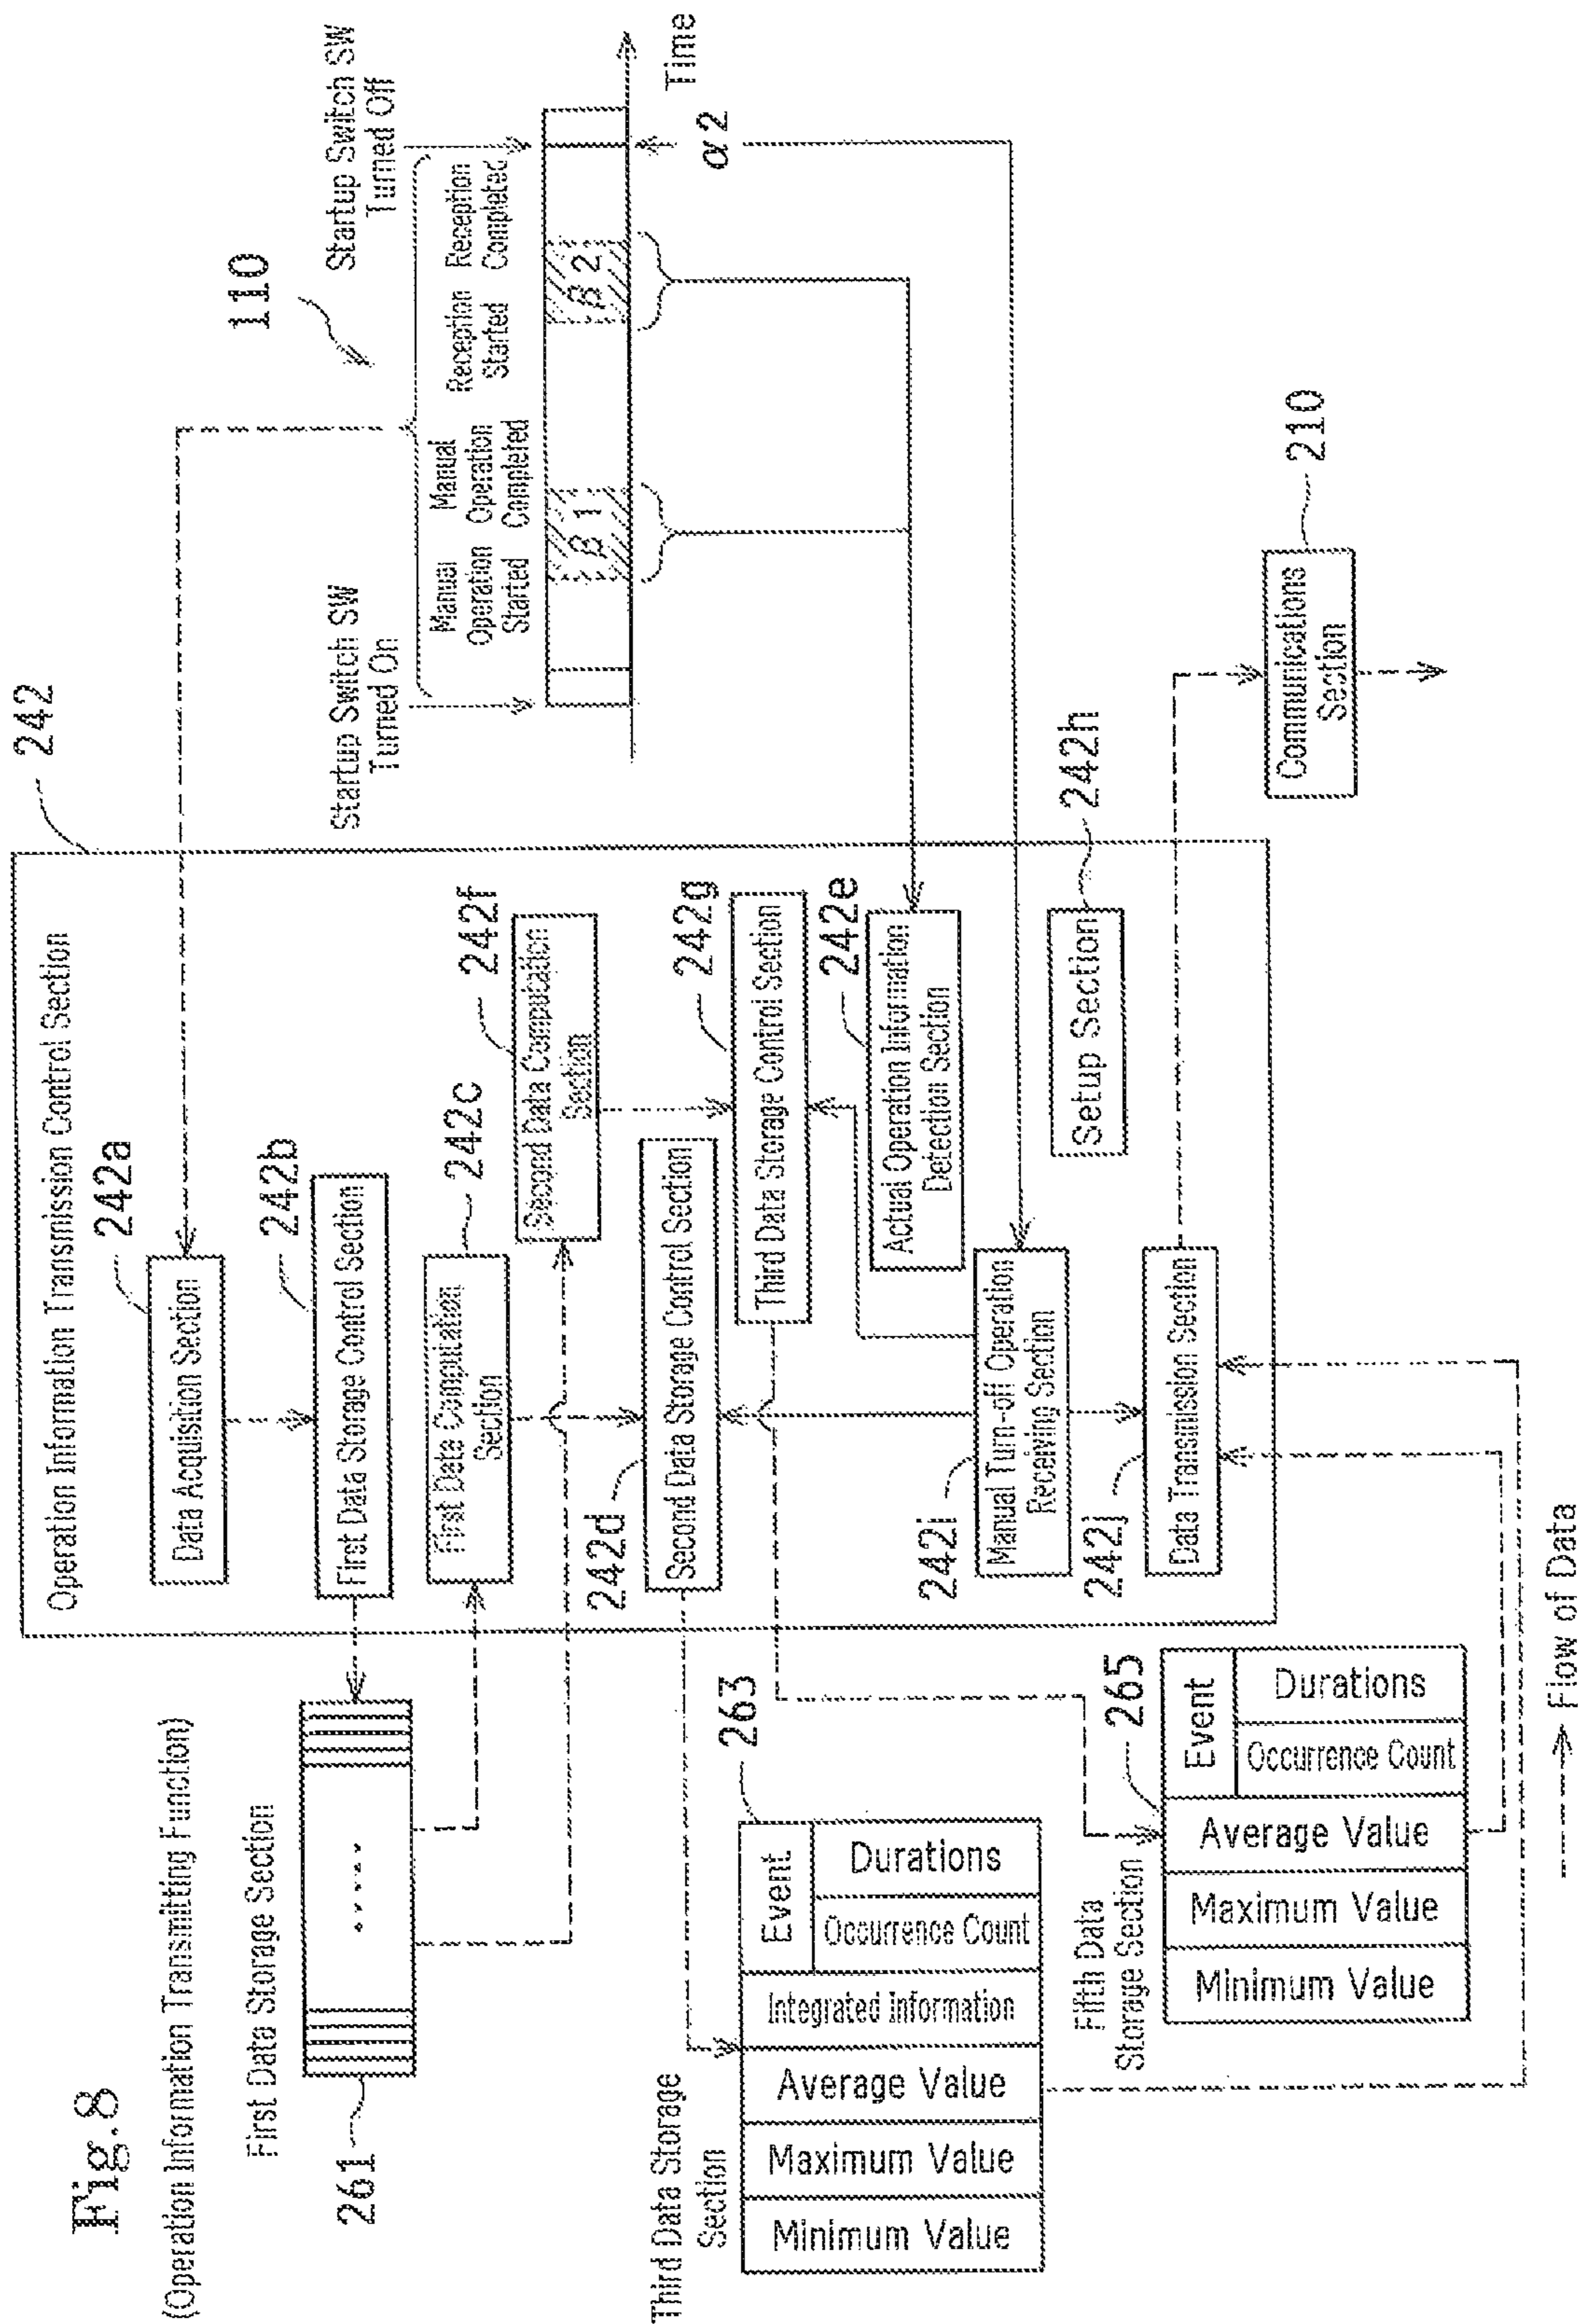 Fig.8
(Operation Information Transmitting Function)
First Data Storage Section
261
Third Data Storage
Section
263
Minimum Value
Maximum Value
Average Value
Integrated Information
Event
Occurrence Count
Durations
Fifth Data
Storage Section
265
Minimum Value
Maximum Value
Average Value
Event
Occurrence Count
Durations
Flow of Data
242
Operation Information Transmission Control Section
242a
Data Acquisition Section
242b
First Data Storage Control Section
242c
First Data Computation
Section
242f
Second Data Computation
Section
242d
Second Data Storage Control Section
242g
Third Data Storage Control Section
242e
Actual Operation Information
Detection Section
242i
Manual Turn-off Operation
Receiving Section
242h
Setup Section
242j
Data Transmission Section
210
Communications
Section
110
Startup Switch SW
Turned On
Manual
Operation
Started
Manual
Operation
Completed
Reception
Started
Reception
Completed
Startup Switch SW
Turned Off
β1
β2
Time
α2